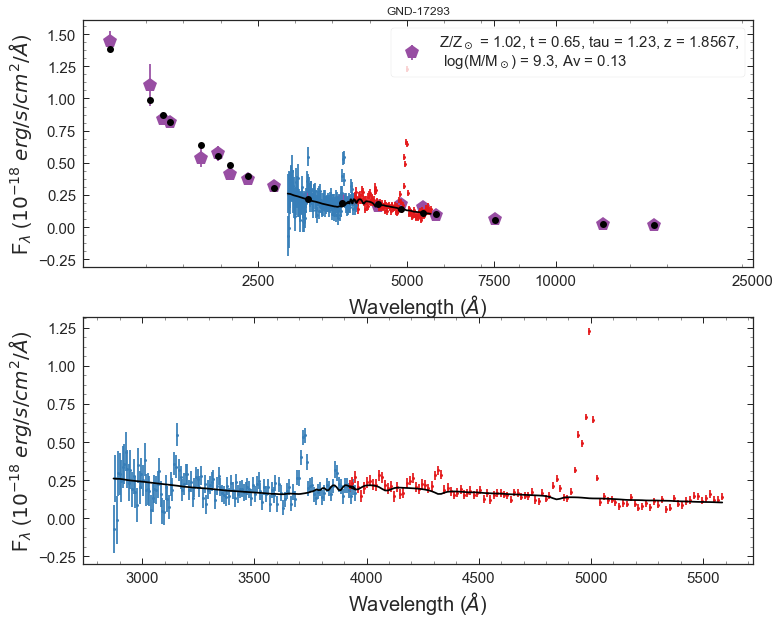 GND-17293
1.50
1.25
1.00
0.75
0.50
0.25
0.00
−0.25
F_λ (10^{−18} erg/s/cm^2/Å)
Z/Z_⊙ = 1.02, t = 0.65, tau = 1.23, z = 1.8567,
log(M/M_⊙) = 9.3, Av = 0.13
2500 5000 7500 10000 25000
Wavelength (Å)
1.25
1.00
0.75
0.50
0.25
0.00
−0.25
F_λ (10^{−18} erg/s/cm^2/Å)
3000 3500 4000 4500 5000 5500
Wavelength (Å)